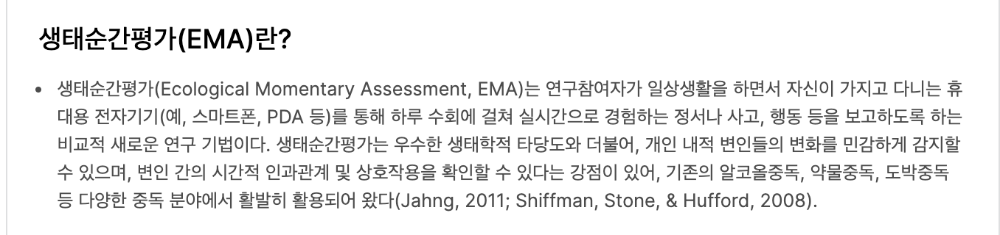 생태순간평가(EMA)란?
• 생태순간평가(Ecological Momentary Assessment, EMA)는 연구참여자가 일상생활을 하면서 자신이 가지고 다니는 휴
대용 전자기기(예, 스마트폰, PDA 등)를 통해 하루 수회에 걸쳐 실시간으로 경험하는 정서나 사고, 행동 등을 보고하도록 하는
비교적 새로운 연구 기법이다. 생태순간평가는 우수한 생태학적 타당도와 더불어, 개인 내적 변인들의 변화를 민감하게 감지할
수 있으며, 변인 간의 시간적 인과관계 및 상호작용을 확인할 수 있다는 강점이 있어, 기존의 알코올중독, 약물중독, 도박중독
등 다양한 중독 분야에서 활발히 활용되어 왔다(Jahng, 2011; Shiffman, Stone, & Hufford, 2008).